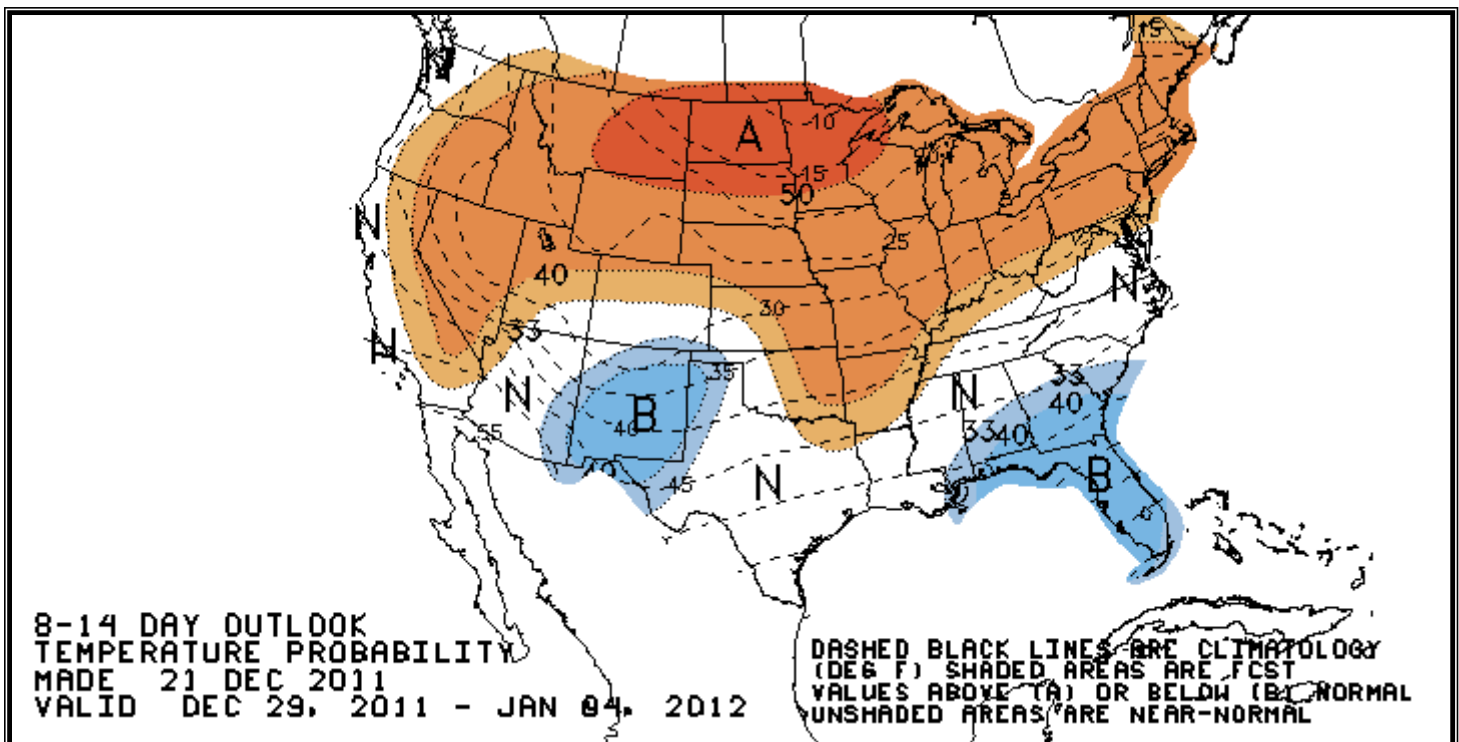 15
N
A
10
15
50
N
25
40
N
30
33
N
35
33
N
B
N
40
55
40
33
40
N
45
B
8-14 DAY OUTLOOK
TEMPERATURE PROBABILITY
MADE 21 DEC 2011
VALID DEC 29, 2011 - JAN 04, 2012
DASHED BLACK LINES ARE CLIMATOLOGY
(DEG F) SHADED AREAS ARE FCST
VALUES ABOVE (A) OR BELOW (B) NORMAL
UNSHADED AREAS ARE NEAR-NORMAL